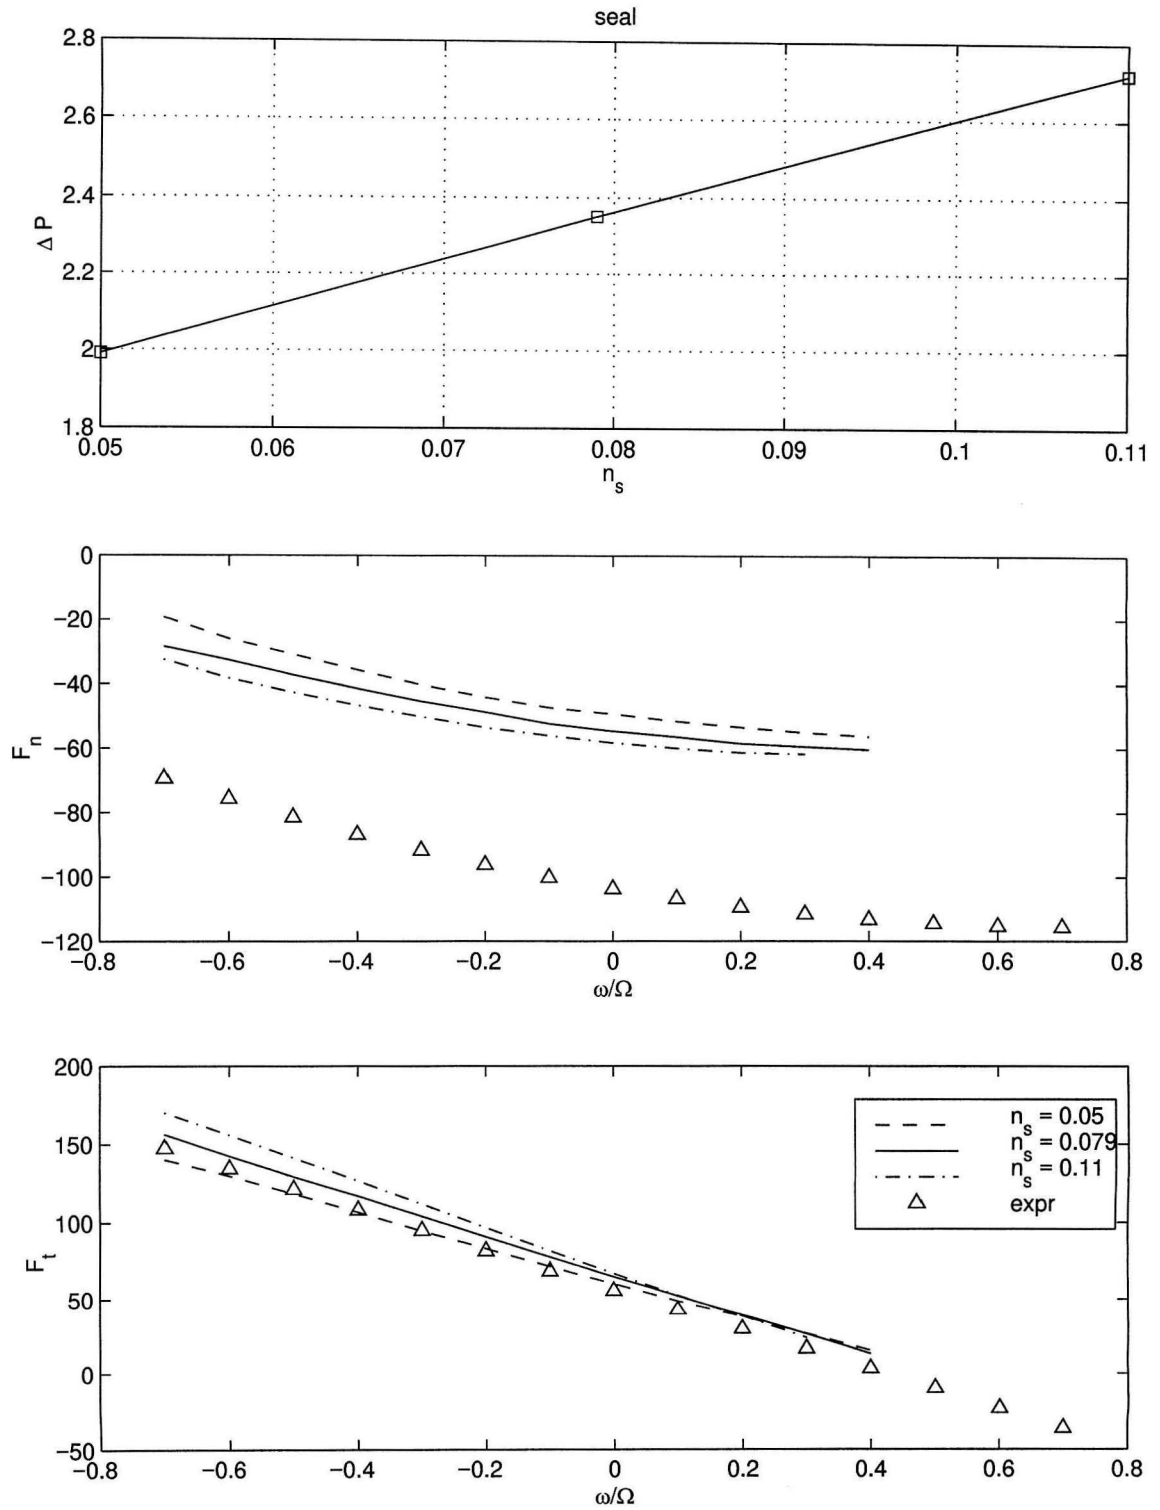 seal
2.8
2.6
2.4
2.2
2
1.8
Δ P
0.05 0.06 0.07 0.08 0.09 0.1 0.11
n_s
0
−20
−40
−60
−80
−100
−120
F_n
−0.8 −0.6 −0.4 −0.2 0 0.2 0.4 0.6 0.8
ω/Ω
200
150
100
50
0
−50
F_t
n_s = 0.05
n_s = 0.079
n_s = 0.11
expr
−0.8 −0.6 −0.4 −0.2 0 0.2 0.4 0.6 0.8
ω/Ω